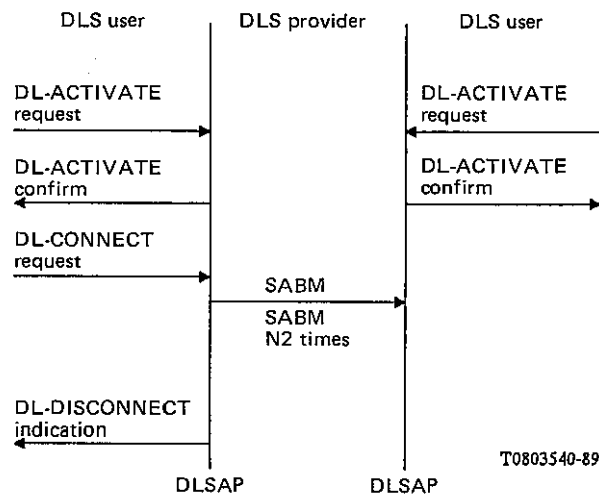 DLS user DLS provider DLS user
DL-ACTIVATE
request
DL-ACTIVATE
request
DL-ACTIVATE
confirm
DL-ACTIVATE
confirm
DL-CONNECT
request
SABM
SABM
N2 times
DL-DISCONNECT
indication
T0803540-89
DLSAP DLSAP